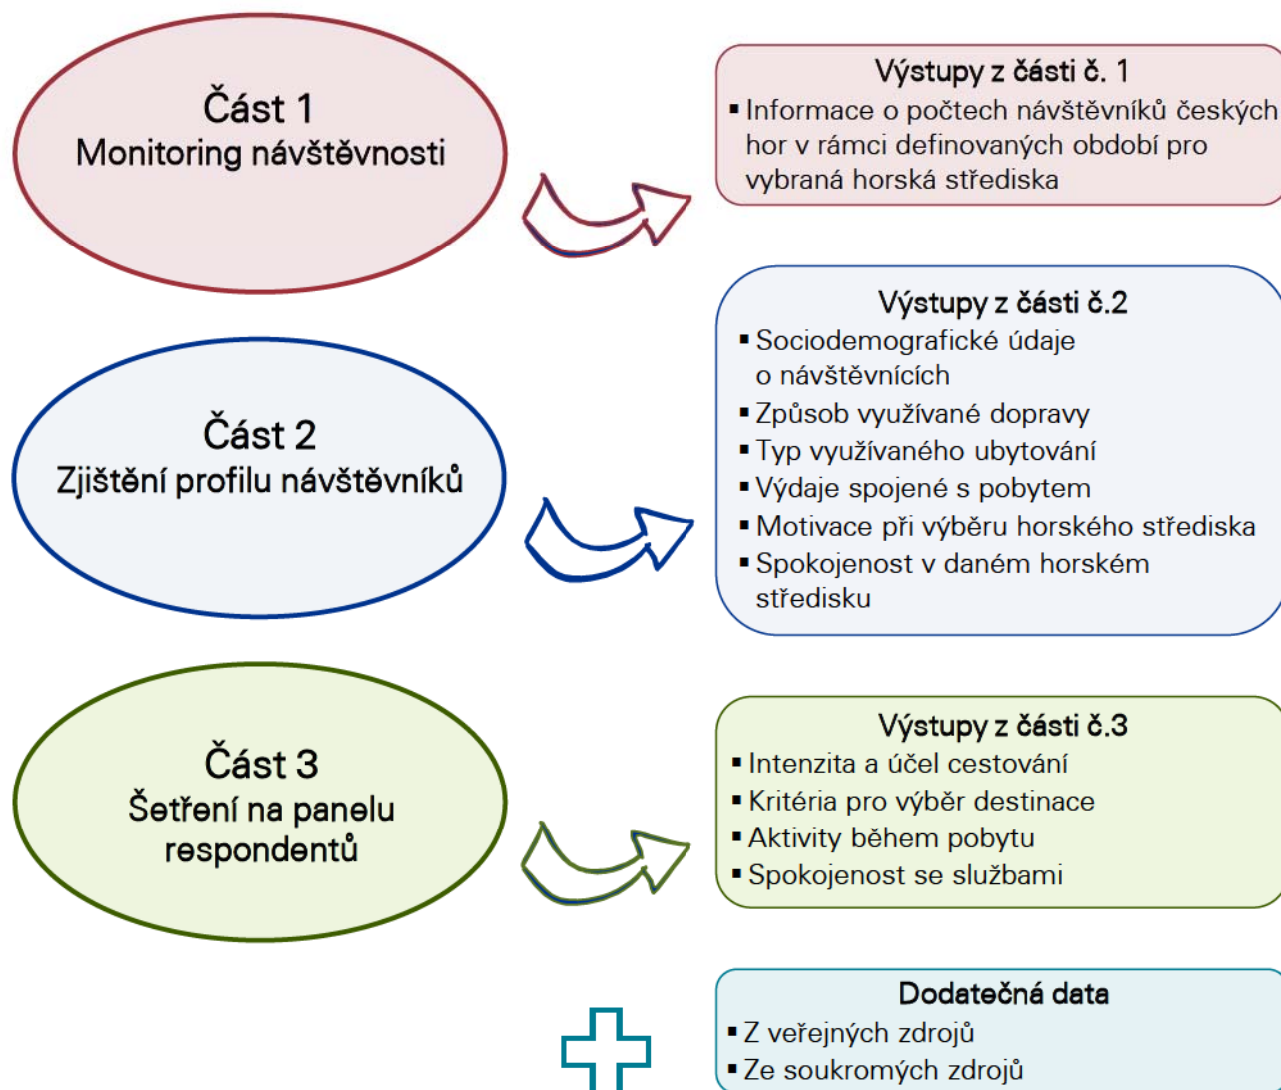 Část 1
Monitoring návštěvnosti
Výstupy z části č. 1
▪ Informace o počtech návštěvníků českých
hor v rámci definovaných období pro
vybraná horská střediska
Část 2
Zjištění profilu návštěvníků
Výstupy z části č.2
▪ Sociodemografické údaje
o návštěvnících
▪ Způsob využívané dopravy
▪ Typ využívaného ubytování
▪ Výdaje spojené s pobytem
▪ Motivace při výběru horského střediska
▪ Spokojenost v daném horském
středisku
Část 3
Šetření na panelu
respondentů
Výstupy z části č.3
▪ Intenzita a účel cestování
▪ Kritéria pro výběr destinace
▪ Aktivity během pobytu
▪ Spokojenost se službami
Dodatečná data
▪ Z veřejných zdrojů
▪ Ze soukromých zdrojů